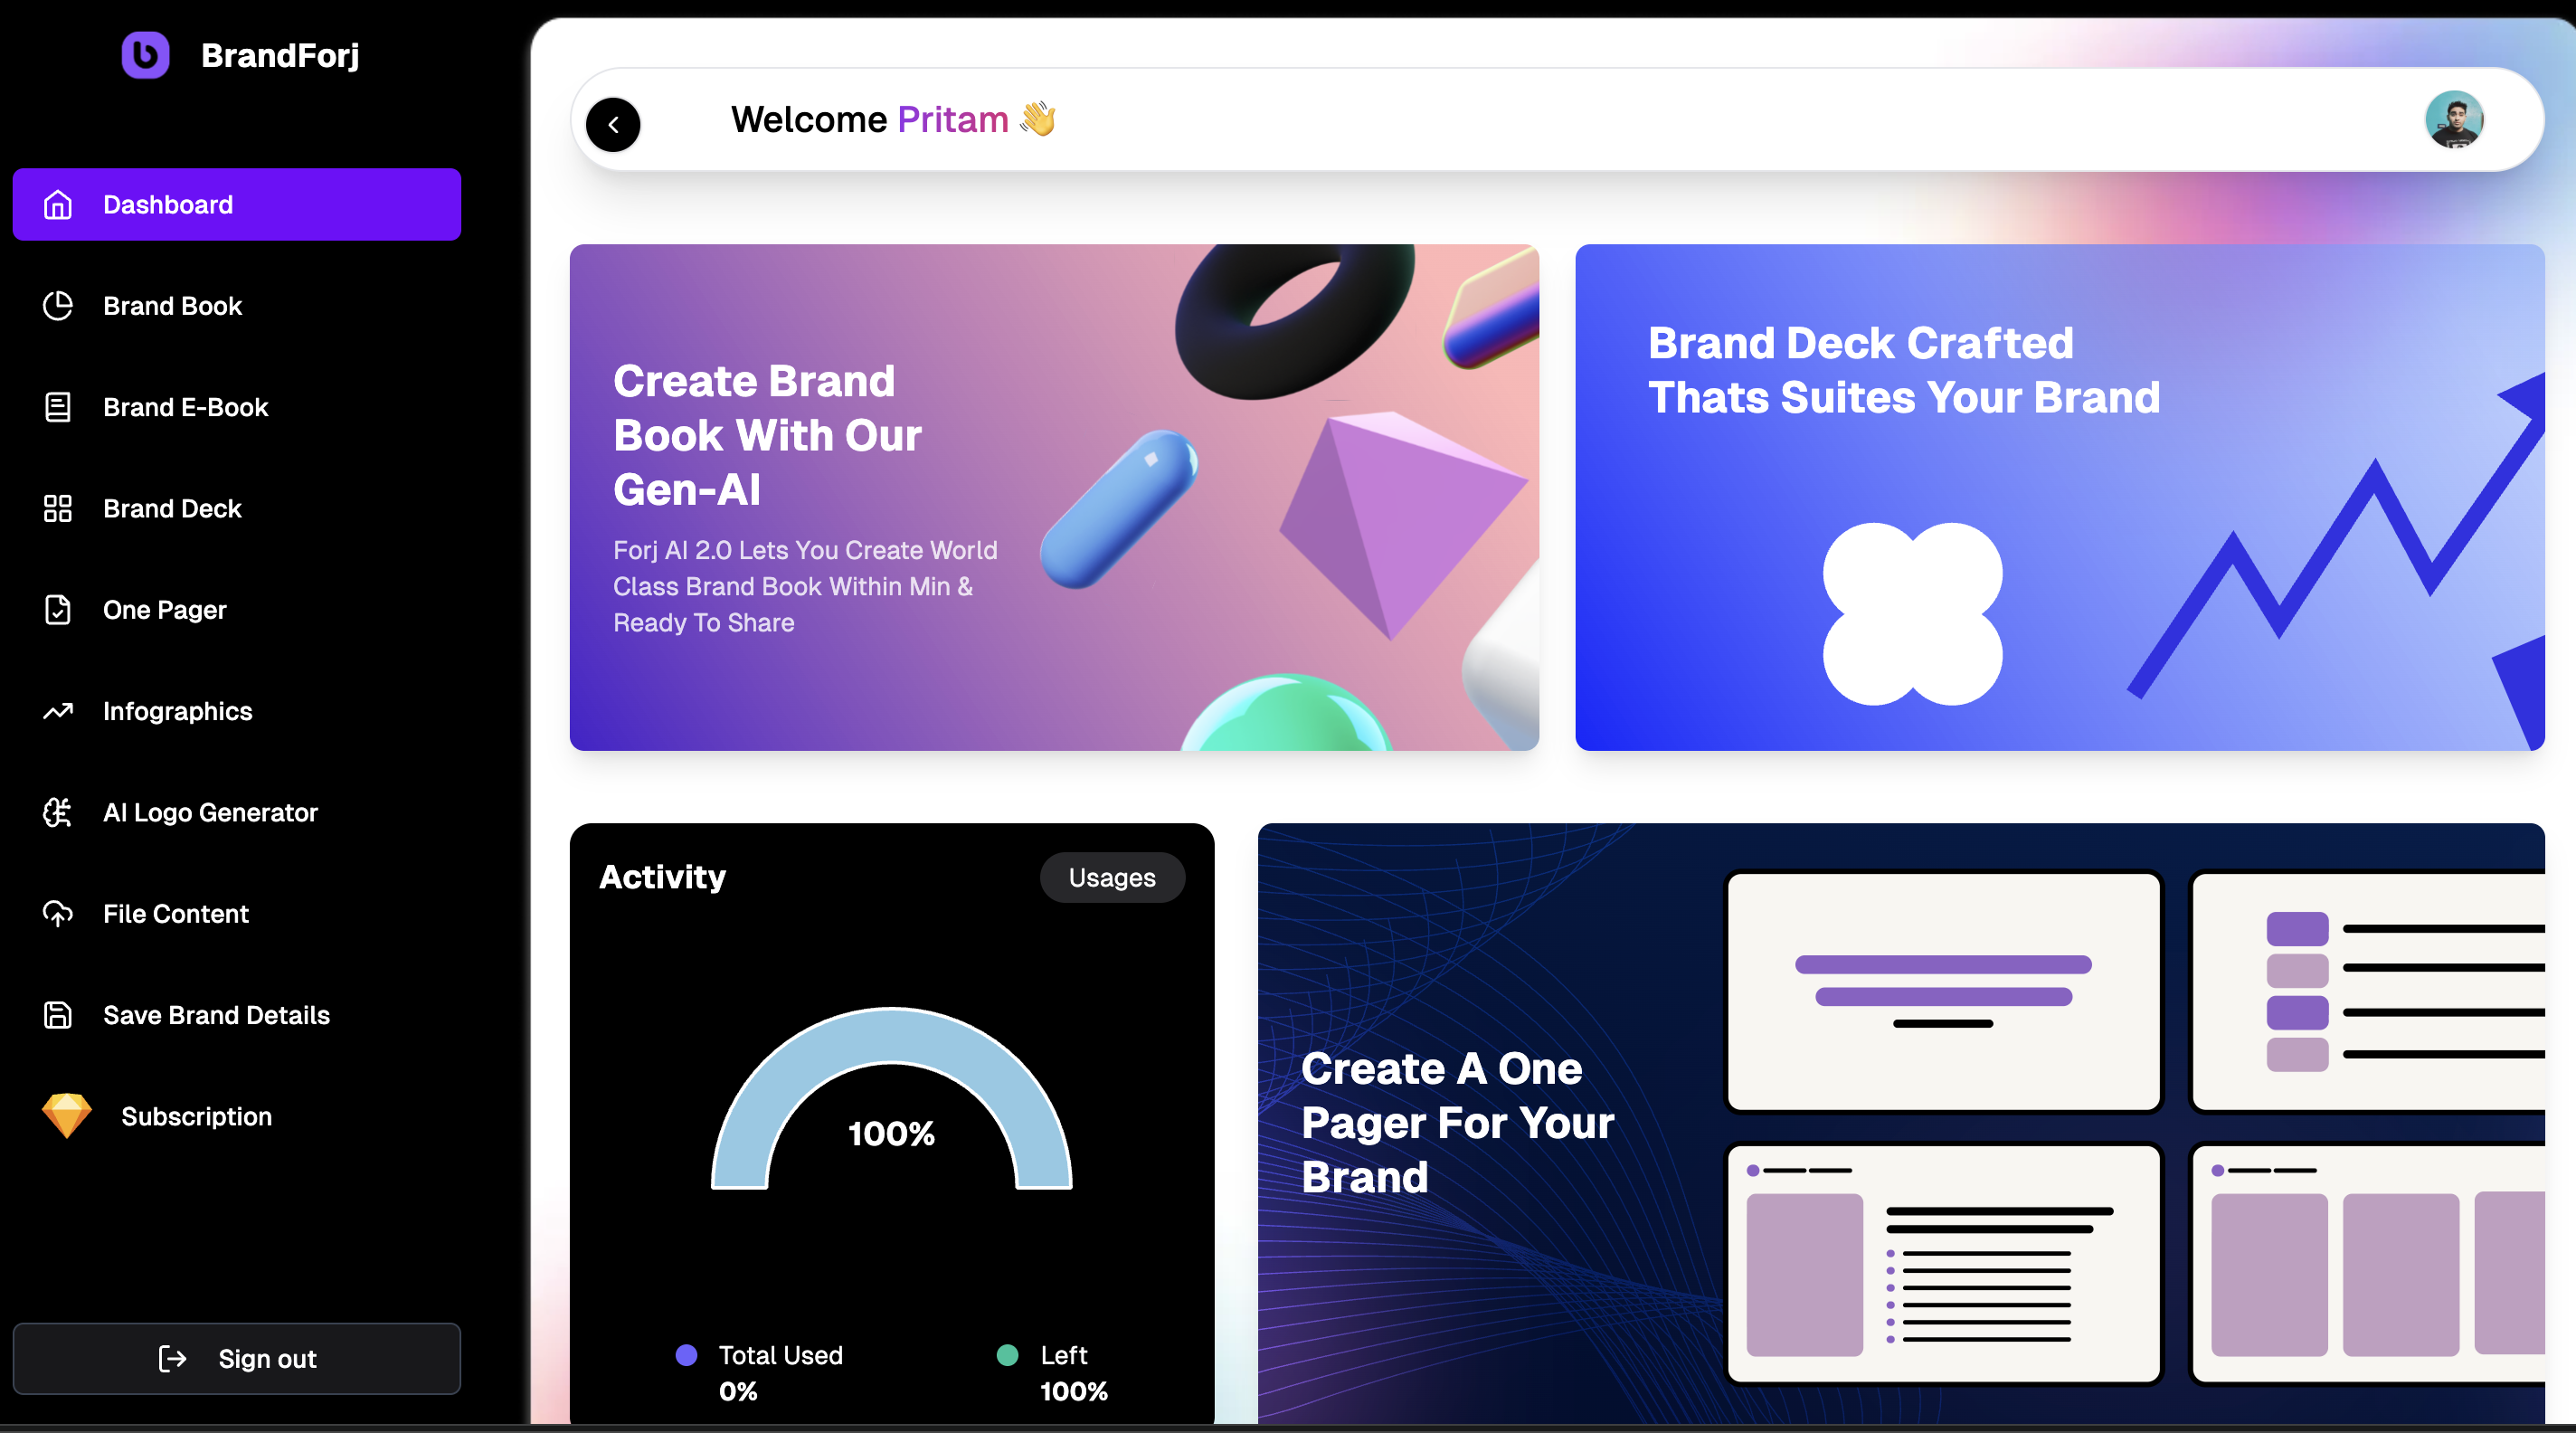 BrandForj
Dashboard
Brand Book
Brand E-Book
Brand Deck
One Pager
Infographics
AI Logo Generator
File Content
Save Brand Details
Subscription
Sign out
Welcome Pritam 👋
Create Brand
Book With Our
Gen-AI
Forj AI 2.0 Lets You Create World
Class Brand Book Within Min &
Ready To Share
Brand Deck Crafted
Thats Suites Your Brand
Activity
Usages
100%
Total Used
0%
Left
100%
Create A One
Pager For Your
Brand